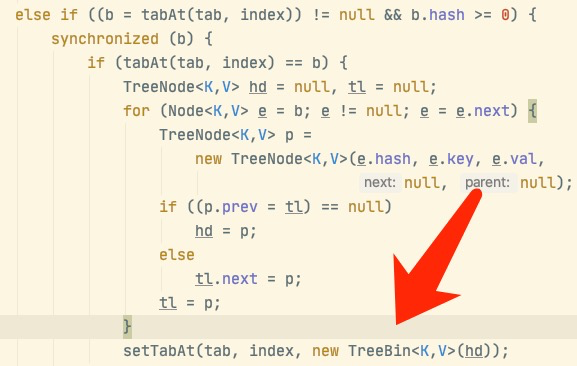 else if ((b = tabAt(tab, index)) != null && b.hash >= 0) {
synchronized (b) {
if (tabAt(tab, index) == b) {
TreeNode<K,V> hd = null, tl = null;
for (Node<K,V> e = b; e != null; e = e.next) {
TreeNode<K,V> p =
new TreeNode<K,V>(e.hash, e.key, e.val,
next: null, parent: null);
if ((p.prev = tl) == null)
hd = p;
else
tl.next = p;
tl = p;
}
setTabAt(tab, index, new TreeBin<K,V>(hd));